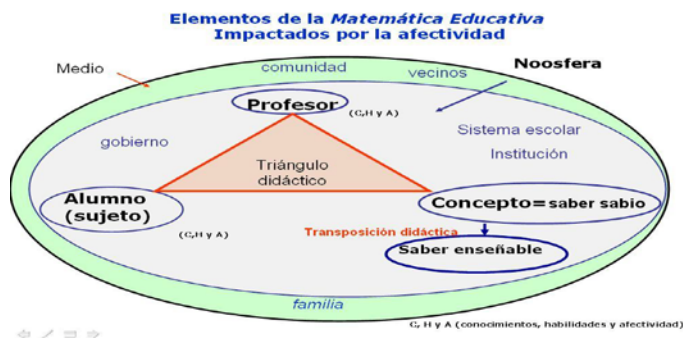 Elementos de la Matemática Educativa
Impactados por la afectividad
Medio
comunidad
vecinos
Noosfera
Profesor
(C,H y A)
gobierno
Sistema escolar
Institución
Triángulo
didáctico
Alumno
(sujeto)
(C,H y A)
Concepto=saber sabio
Transposición didáctica
Saber enseñable
familia
C, H y A (conocimientos, habilidades y afectividad)